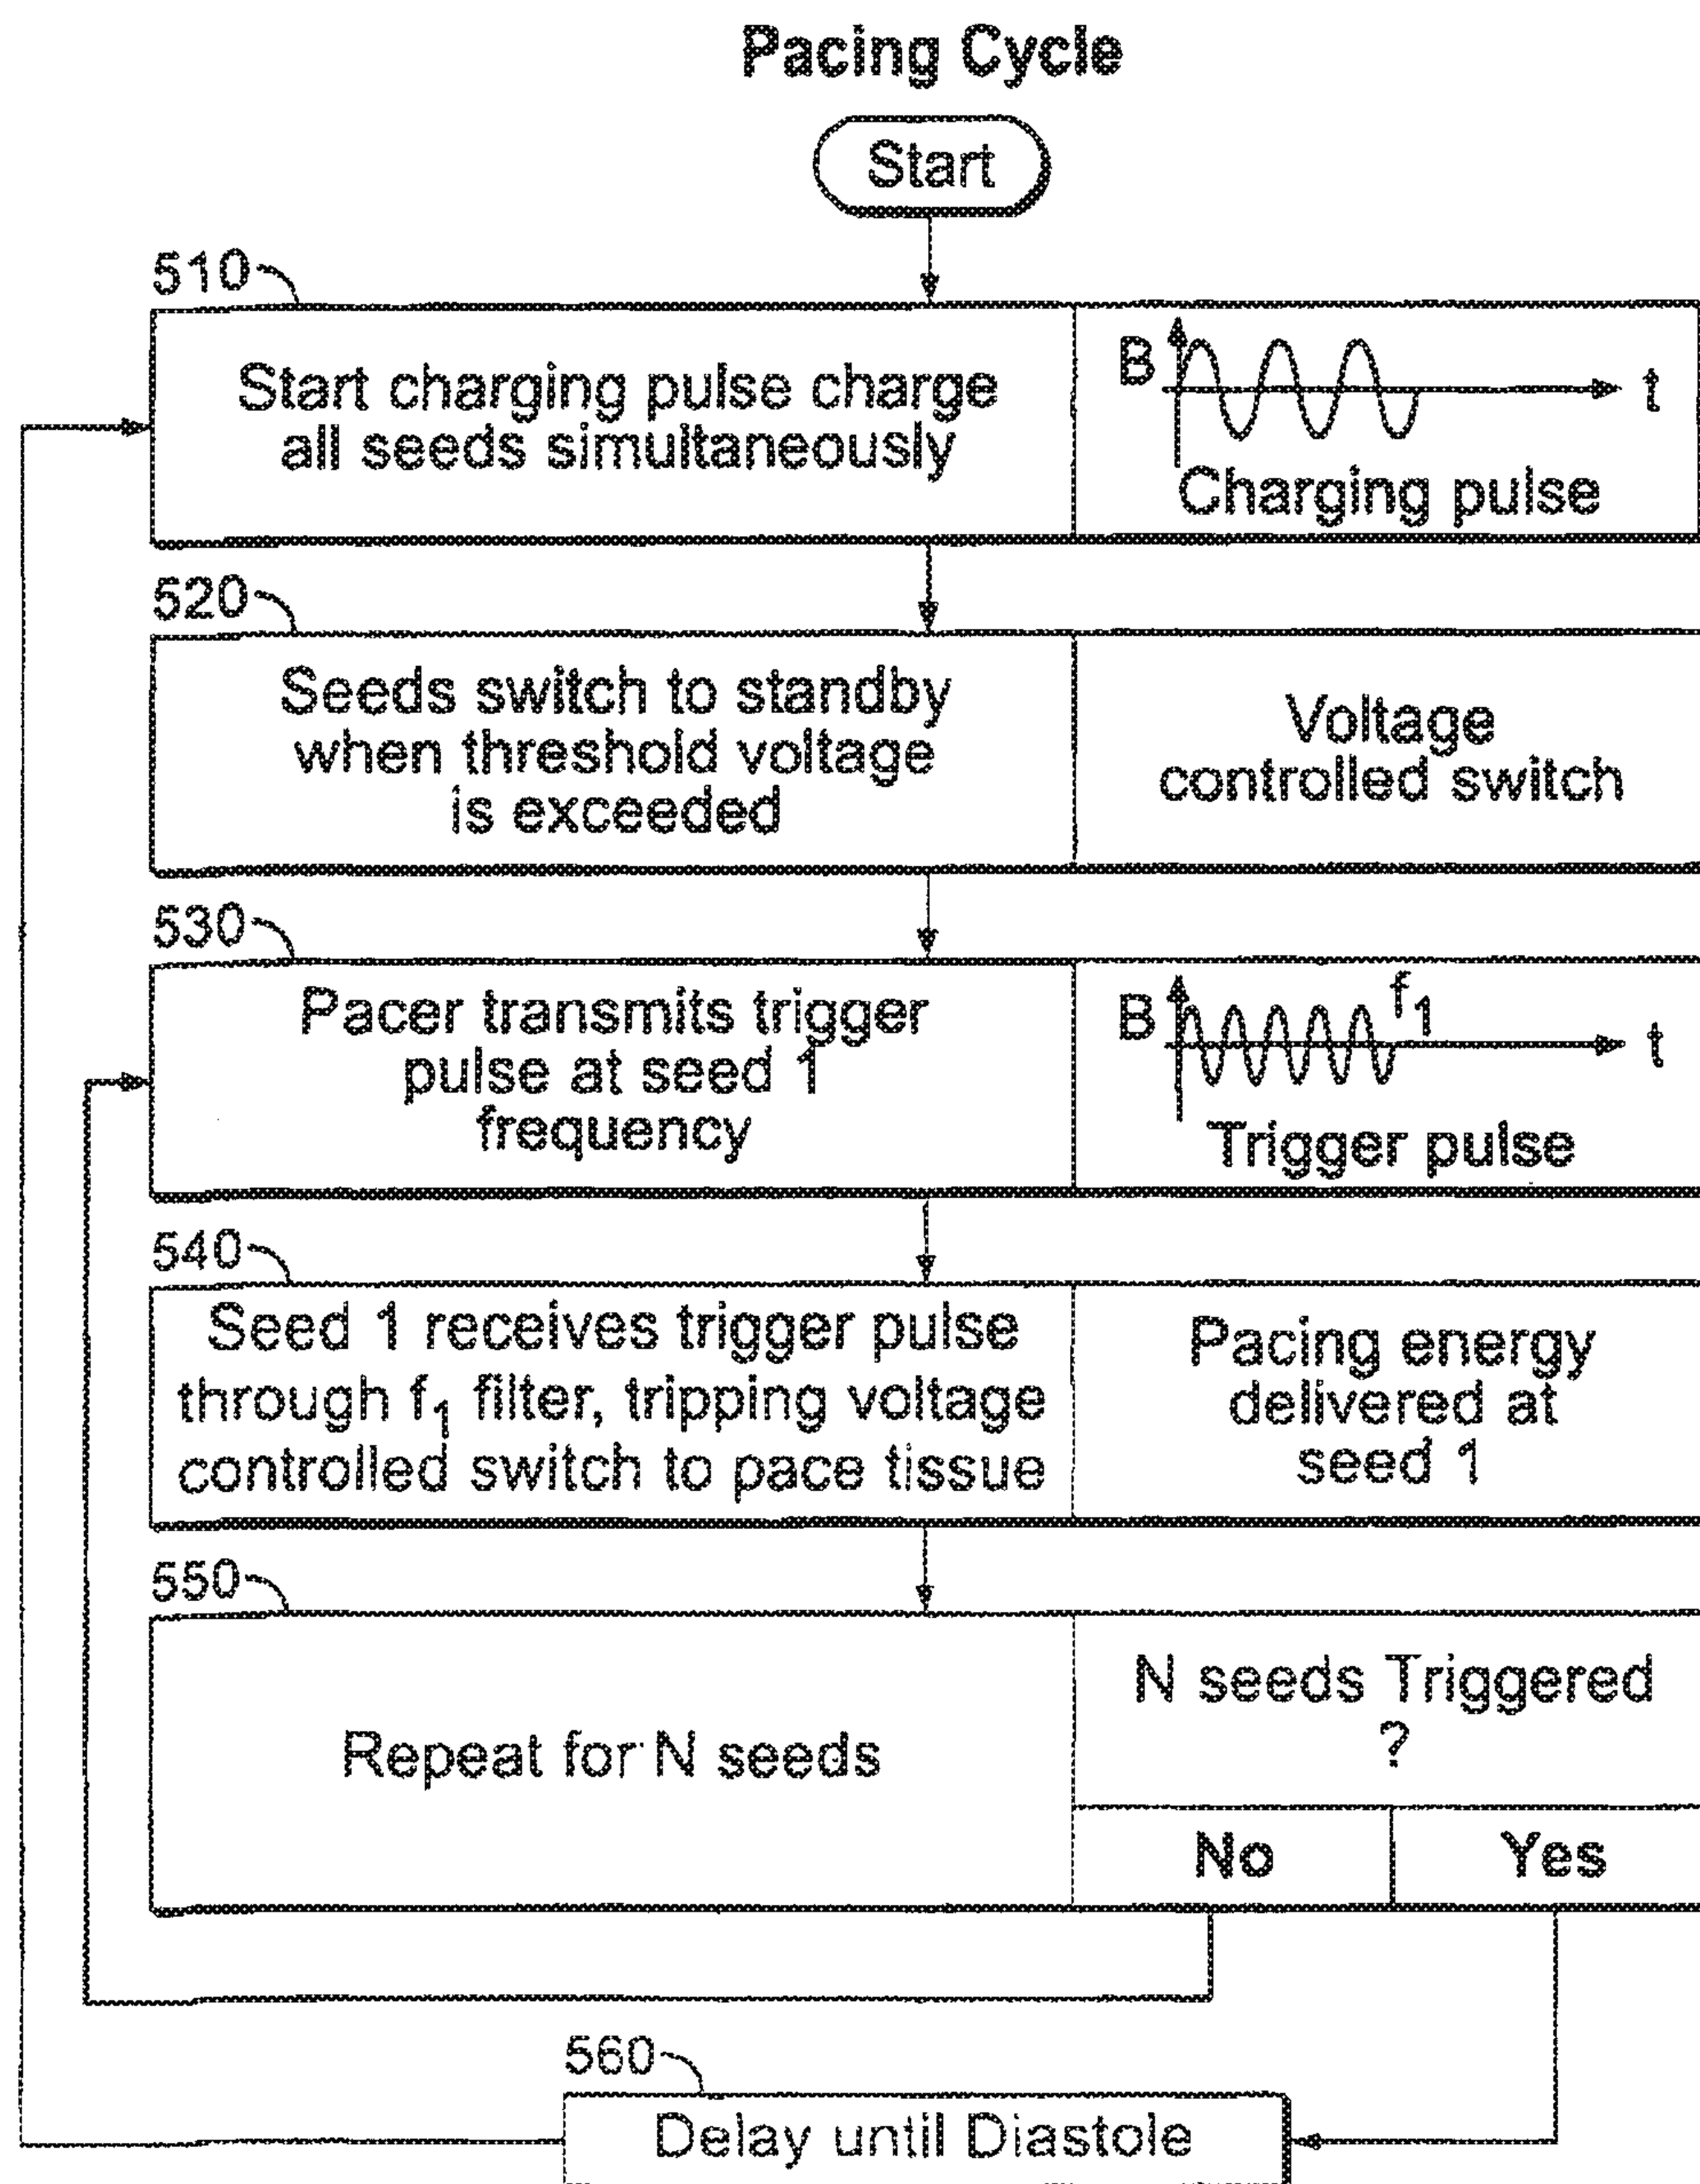 Pacing Cycle
Start
510
Start charging pulse charge
all seeds simultaneously
B
t
Charging pulse
520
Seeds switch to standby
when threshold voltage
is exceeded
Voltage
controlled switch
530
Pacer transmits trigger
pulse at seed 1
frequency
B
f1
t
Trigger pulse
540
Seed 1 receives trigger pulse
through f1 filter, tripping voltage
controlled switch to pace tissue
Pacing energy
delivered at
seed 1
550
Repeat for N seeds
N seeds Triggered
?
No
Yes
560
Delay until Diastole